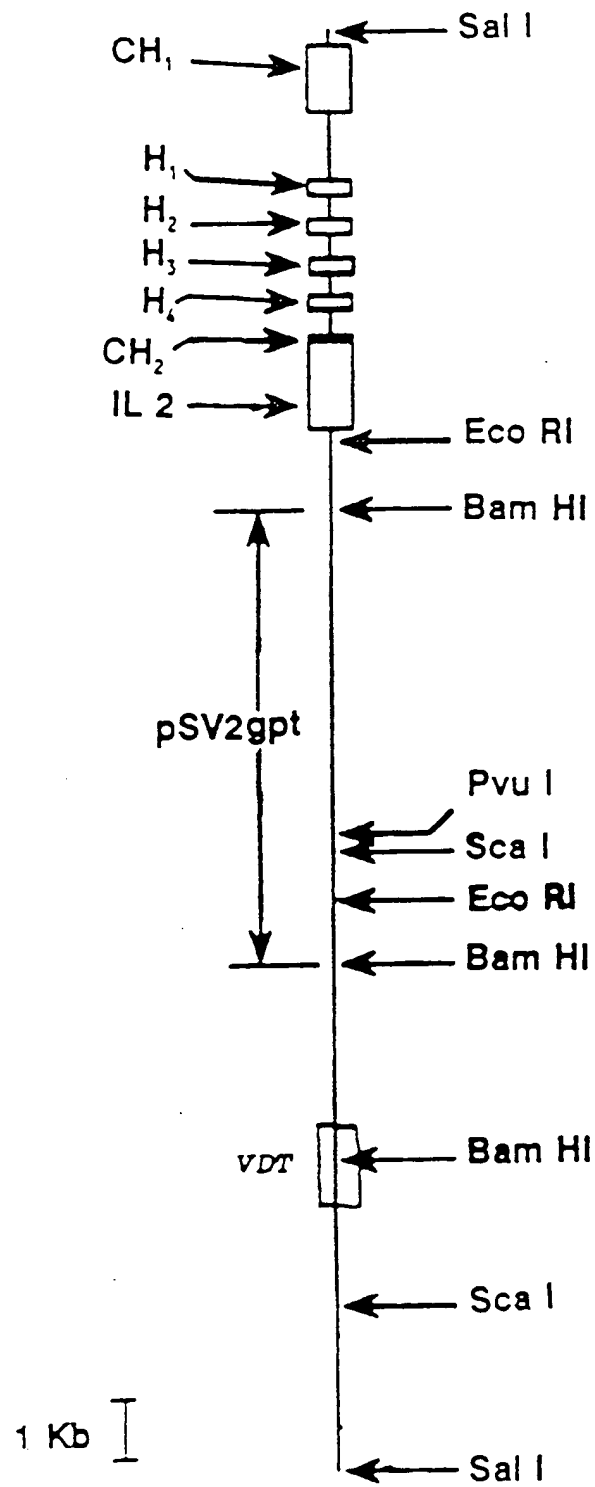 Sal I
CH₁
H₁
H₂
H₃
H₄
CH₂
IL 2
Eco RI
Bam HI
pSV2gpt
Pvu I
Sca I
Eco RI
Bam HI
VDT
Bam HI
Sca I
1 Kb
Sal I